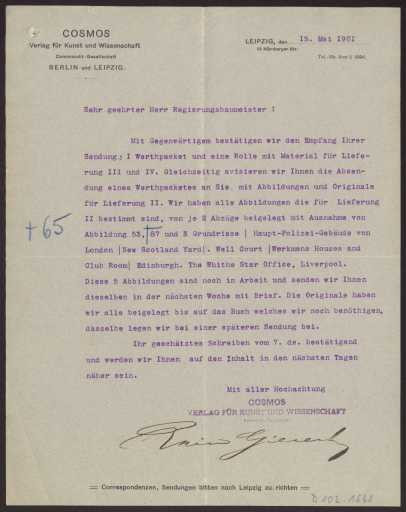 COSMOS
Verlag für Kunst und Wissenschaft
Commandit-Gesellschaft
BERLIN und LEIPZIG.
LEIPZIG, den 15. Mai 1901
Sehr geehrter Herr Regierungsbaumeister !
Mit Gegenwärtigem bestätigen wir den Empfang Ihrer
Sendung,: I Werthpacket und eine Rolle mit Material für Liefe-
rung III und IV. Gleichzeitig avisieren wir Ihnen die Absen-
dung eines Werthpacketes an Sie, mit Abbildungen und Originale
für Lieferung II. Wir haben alle Abbildungen die für Lieferung
II bestimmt sind, von je 2 Abzüge beigelegt mit Ausnahme von
+65
Abbildung 53, 67 und 3 Grundrisse | Haupt-Polizei-Gebäude von
London |New Scotland Yard|. Well Court |Werkmans Houses and
Club Room| Edinburgh. The Whithe Star Office, Liverpool.
Diese 5 Abbildungen sind noch in Arbeit und senden wir Ihnen
dieselben in der nächsten Woche mit Brief. Die Originale haben
wir alle beigelegt bis auf das Buch welches wir noch benöthigen,
dasselbe legen wir bei einer späteren Sendung bei.
Ihr geschätztes Schreiben vom 7. ds. bestätigend
und werden wir Ihnen auf den Inhalt in den nächsten Tagen
näher sein.
Mit aller Hochachtung
COSMOS
VERLAG FÜR KUNST UND WISSENSCHAFT
Correspondenzen, Sendungen bitten nach Leipzig zu richten